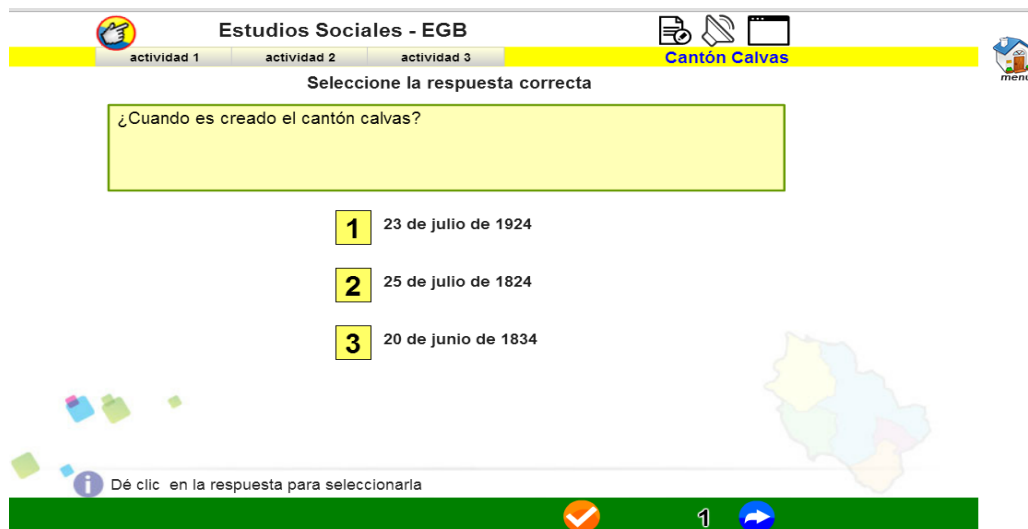 Estudios Sociales - EGB
actividad 1 actividad 2 actividad 3 Cantón Calvas
menú
Seleccione la respuesta correcta
¿Cuando es creado el cantón calvas?
1 23 de julio de 1924
2 25 de julio de 1824
3 20 de junio de 1834
i Dé clic en la respuesta para seleccionarla
1